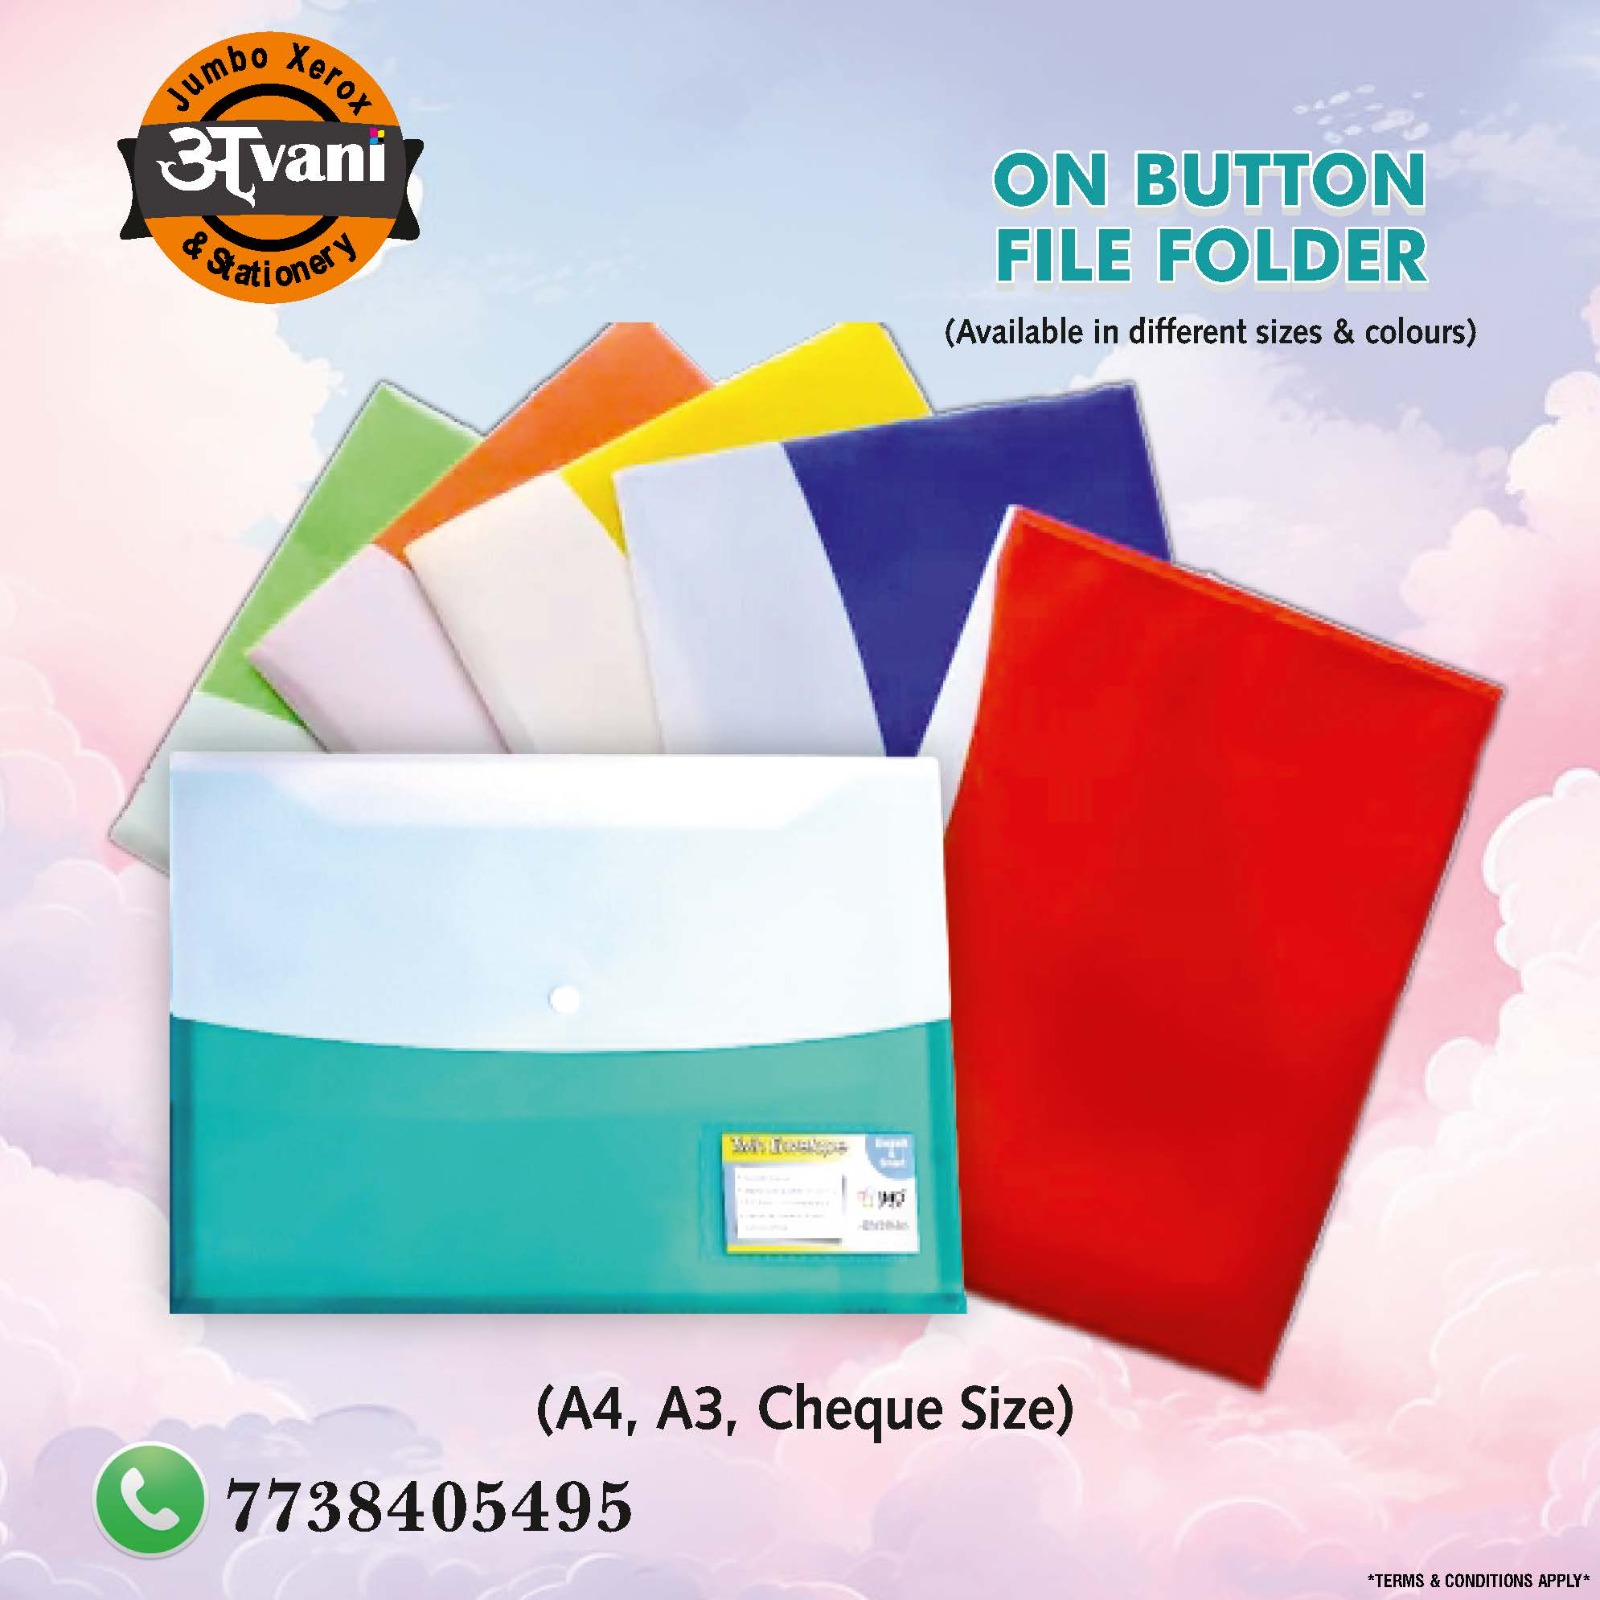 Jumbo Xerox
अvani
& Stationery
ON BUTTON
FILE FOLDER
(Available in different sizes & colours)
Envelope
(A4, A3, Cheque Size)
7738405495
*TERMS & CONDITIONS APPLY*